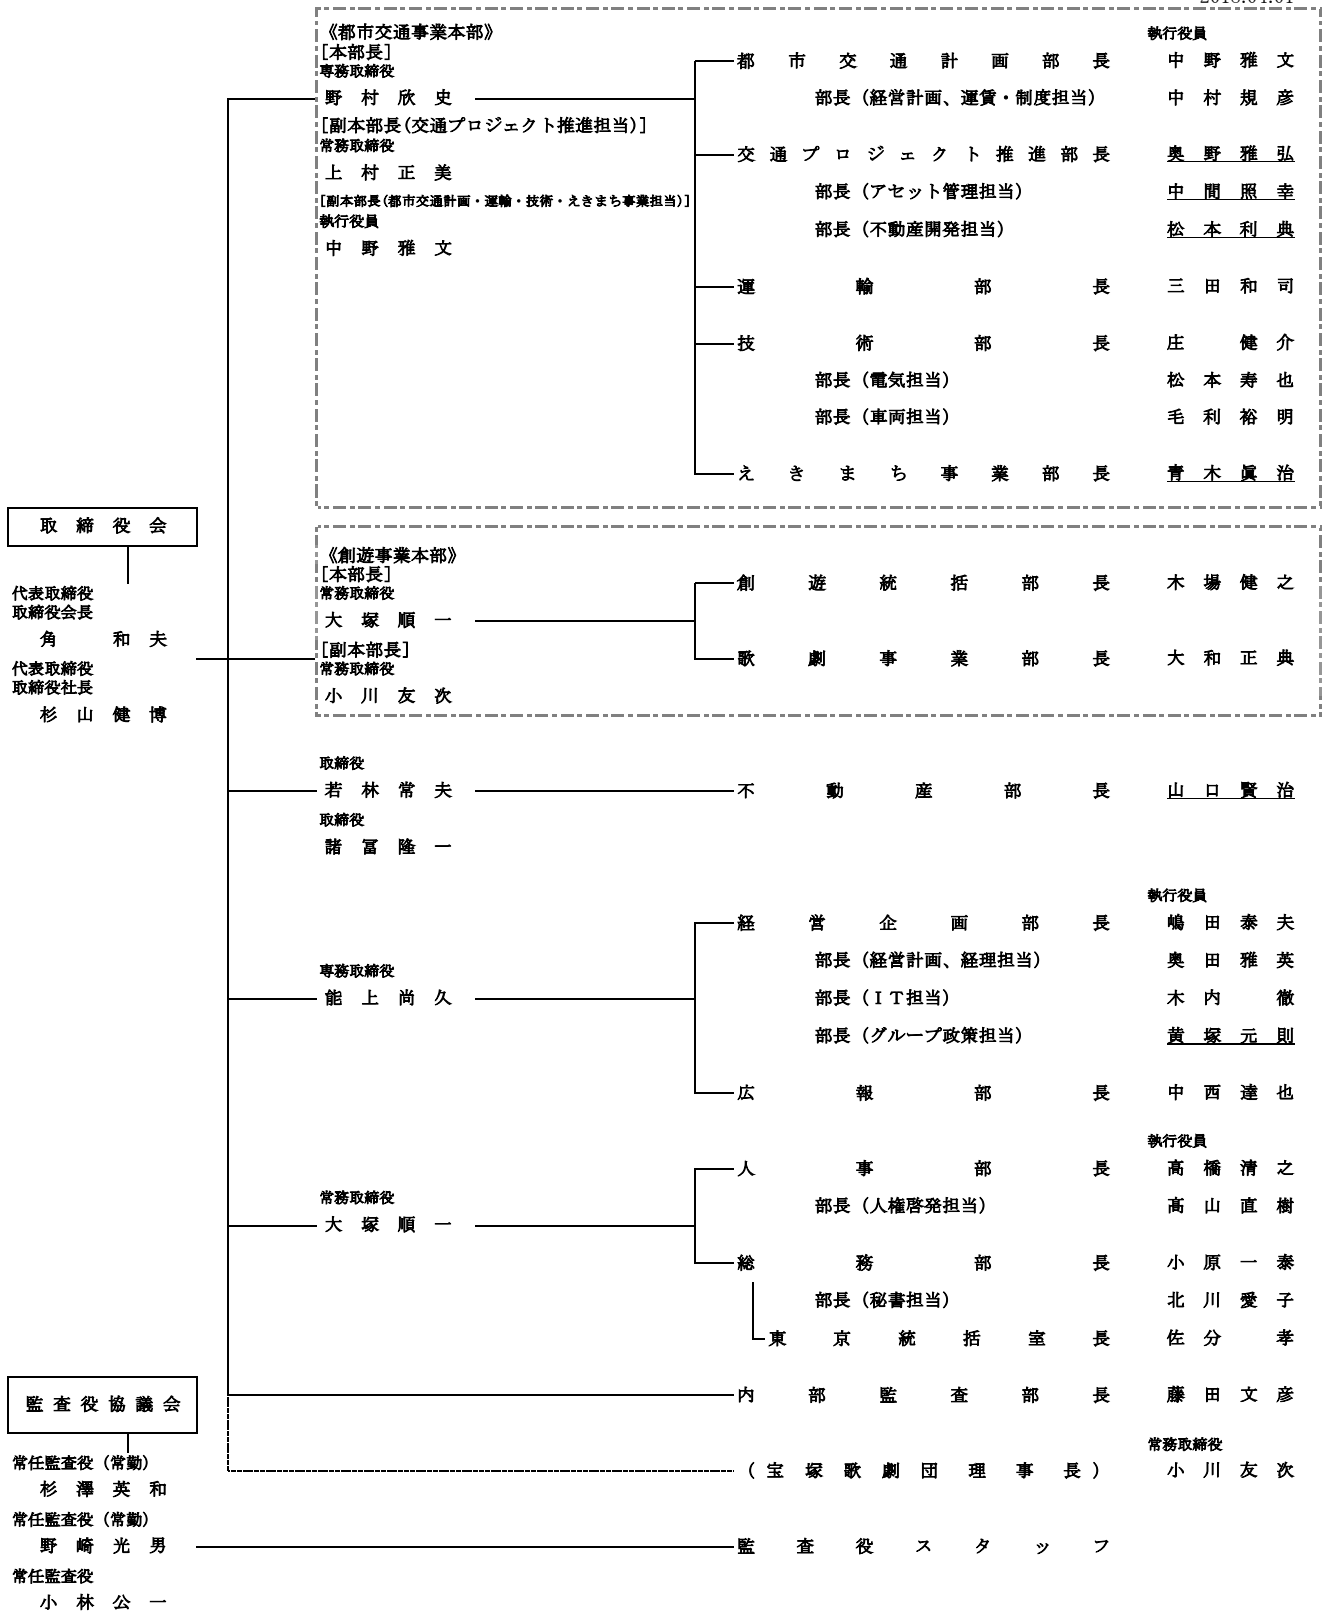 《都市交通事業本部》
[本部長]
専務取締役
野村欣史
[副本部長(交通プロジェクト推進担当)]
常務取締役
上村正美
[副本部長(都市交通計画・運輸・技術・えきまち事業担当)]
執行役員
中野雅文
執行役員
都市交通計画部長 中野雅文
部長（経営計画、運賃・制度担当） 中村規彦
交通プロジェクト推進部長 奥野雅弘
部長（アセット管理担当） 中間照幸
部長（不動産開発担当） 松本利典
運輸部長 三田和司
技術部長 庄健介
部長（電気担当） 松本寿也
部長（車両担当） 毛利裕明
えきまち事業部長 青木眞治
取締役会
代表取締役
取締役会長
角和夫
代表取締役
取締役社長
杉山健博
《創遊事業本部》
[本部長]
常務取締役
大塚順一
[副本部長]
常務取締役
小川友次
創遊統括部長 木場健之
歌劇事業部長 大和正典
取締役
若林常夫
不動産部長 山口賢治
取締役
諸冨隆一
専務取締役
能上尚久
執行役員
経営企画部長 嶋田泰夫
部長（経営計画、経理担当） 奥田雅英
部長（ＩＴ担当） 木内徹
部長（グループ政策担当） 黄塚元則
広報部長 中西達也
常務取締役
大塚順一
執行役員
人事部長 髙橋清之
部長（人権啓発担当） 髙山直樹
総務部長 小原一泰
部長（秘書担当） 北川愛子
東京統括室長 佐分孝
内部監査部長 藤田文彦
常務取締役
（宝塚歌劇団理事長） 小川友次
監査役協議会
常任監査役（常勤）
杉澤英和
常任監査役（常勤）
野崎光男
監査役スタッフ
常任監査役
小林公一